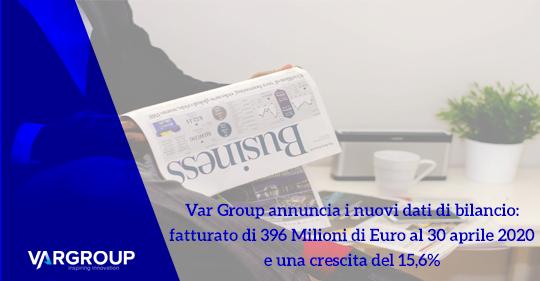 Business
Var Group annuncia i nuovi dati di bilancio:
fatturato di 396 Milioni di Euro al 30 aprile 2020
e una crescita del 15,6%
VARGROUP
Inspiring Innovation